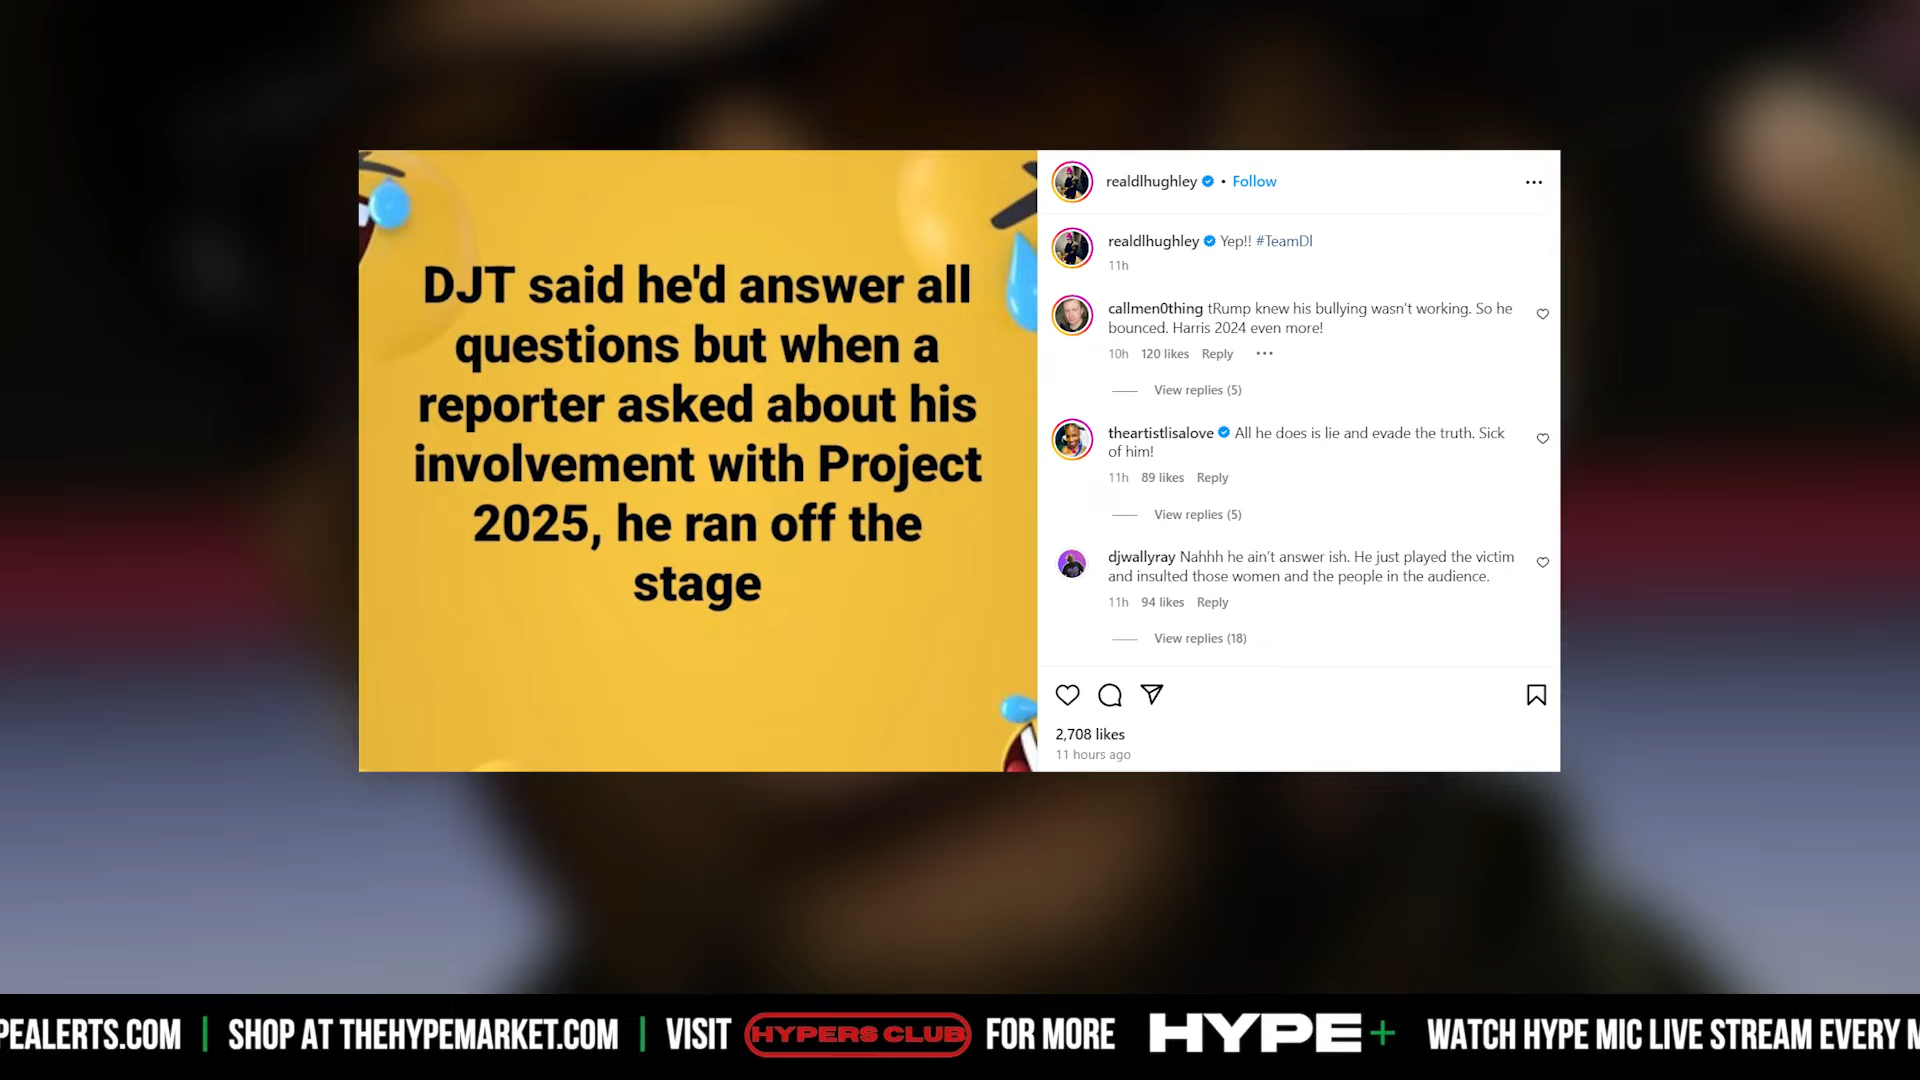 DJT said he'd answer all
questions but when a
reporter asked about his
involvement with Project
2025, he ran off the
stage
realdlhughley • Follow
realdlhughley Yep!! #TeamDl
11h
callmen0thing tRump knew his bullying wasn't working. So he
bounced. Harris 2024 even more!
10h 120 likes Reply
View replies (5)
theartistlisalove All he does is lie and evade the truth. Sick
of him!
11h 89 likes Reply
View replies (5)
djwallyray Nahhh he ain’t answer ish. He just played the victim
and insulted those women and the people in the audience.
11h 94 likes Reply
View replies (18)
2,708 likes
11 hours ago
PEALERTS.COM | SHOP AT THEHYPEMARKET.COM | VISIT HYPERS CLUB FOR MORE HYPE+ WATCH HYPE MIC LIVE STREAM EVERY M